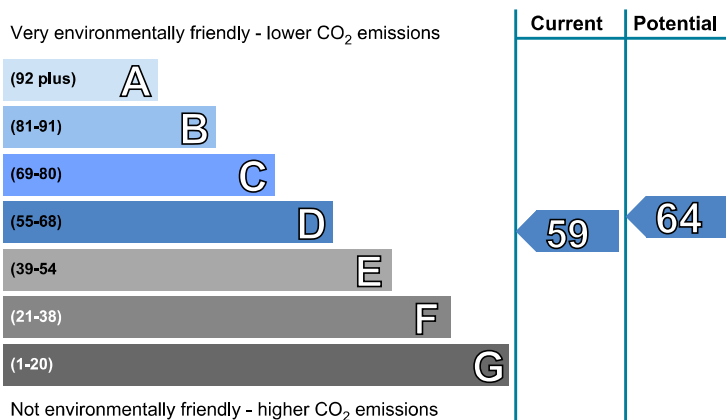 Current Potential
Very environmentally friendly - lower CO₂ emissions
(92 plus) A
(81-91) B
(69-80) C
(55-68) D
59 64
(39-54 E
(21-38) F
(1-20) G
Not environmentally friendly - higher CO₂ emissions